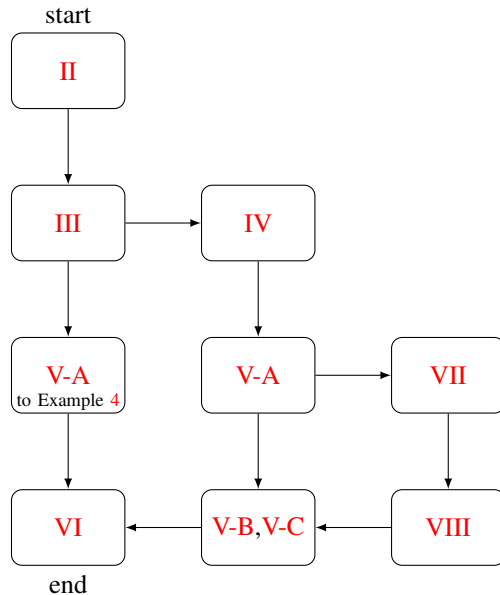 start
II
III
IV
V-A
to Example 4
V-A
VII
VI
V-B,V-C
VIII
end